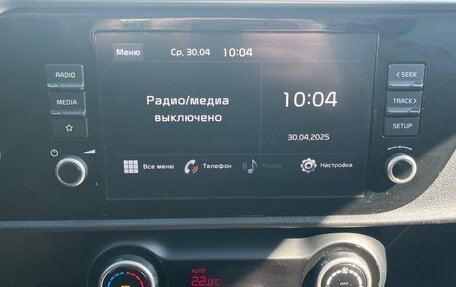 Меню Ср, 30.04 10:04
RADIO
MEDIA
< SEEK
TRACK >
SETUP
Радио/медиа
выключено
10:04
30.04.2025
Все меню Телефон Медиа Настройки
AUTO
22.0°C